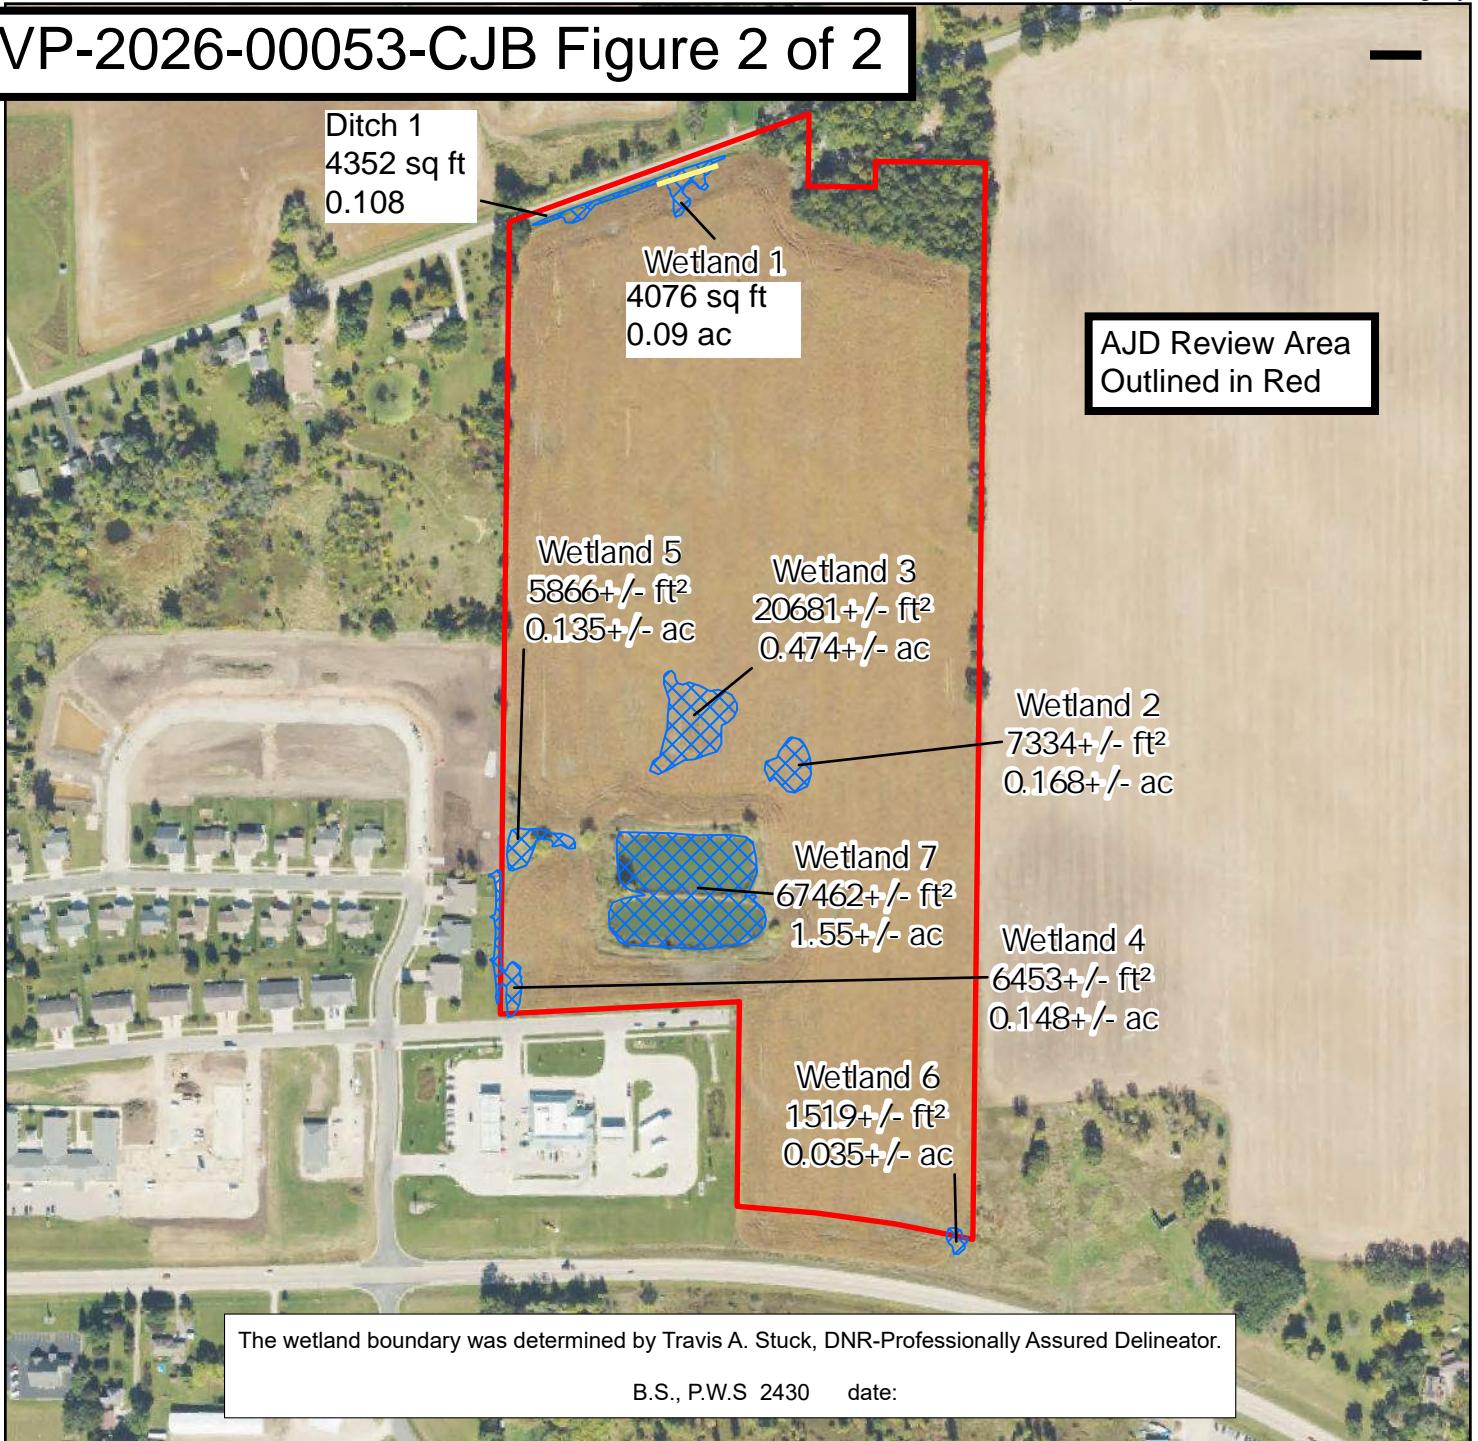 VP-2026-00053-CJB Figure 2 of 2
Ditch 1
4352 sq ft
0.108
Wetland 1
4076 sq ft
0.09 ac
AJD Review Area
Outlined in Red
Wetland 5
5866+/- ft²
0.135+/- ac
Wetland 3
20681+/- ft²
0.474+/- ac
Wetland 2
7334+/- ft²
0.168+/- ac
Wetland 7
67462+/- ft²
1.55+/- ac
Wetland 4
6453+/- ft²
0.148+/- ac
Wetland 6
1519+/- ft²
0.035+/- ac
The wetland boundary was determined by Travis A. Stuck, DNR-Professionally Assured Delineator.
B.S., P.W.S 2430 date: